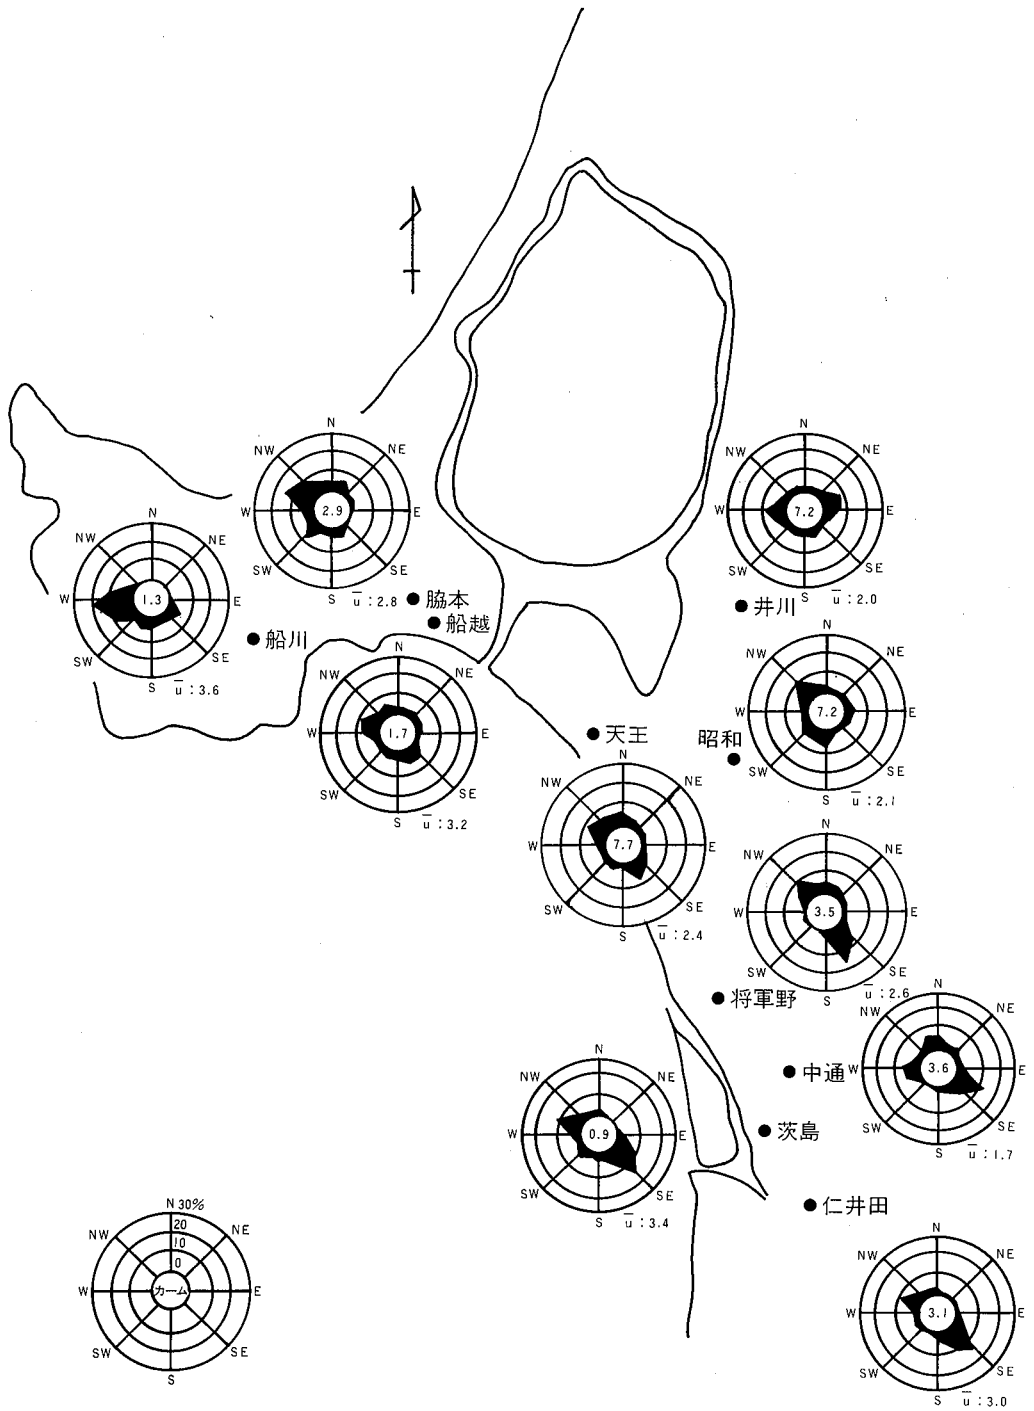 N
NW NE
W 2.9 E
SW SE
S
u̅:2.8
脇本
N
NW NE
W 7.2 E
SW SE
S
u̅:2.0
井川
N
NW NE
W 1.3 E
SW SE
S
u̅:3.6
船川
船越
N
NW NE
W 1.7 E
SW SE
S
u̅:3.2
N
NW NE
W 7.2 E
SW SE
S
u̅:2.1
昭和
天王
N
NW NE
W 7.7 E
SW SE
S
u̅:2.4
N
NW NE
W 3.5 E
SW SE
S
u̅:2.6
将軍野
N
NW NE
W 3.6 E
SW SE
S
u̅:1.7
中通
N
NW NE
W 0.9 E
SW SE
S
u̅:3.4
茨島
仁井田
N
NW NE
W 3.1 E
SW SE
S
u̅:3.0
N 30%
20
10
0
NW NE
W カーム E
SW SE
S